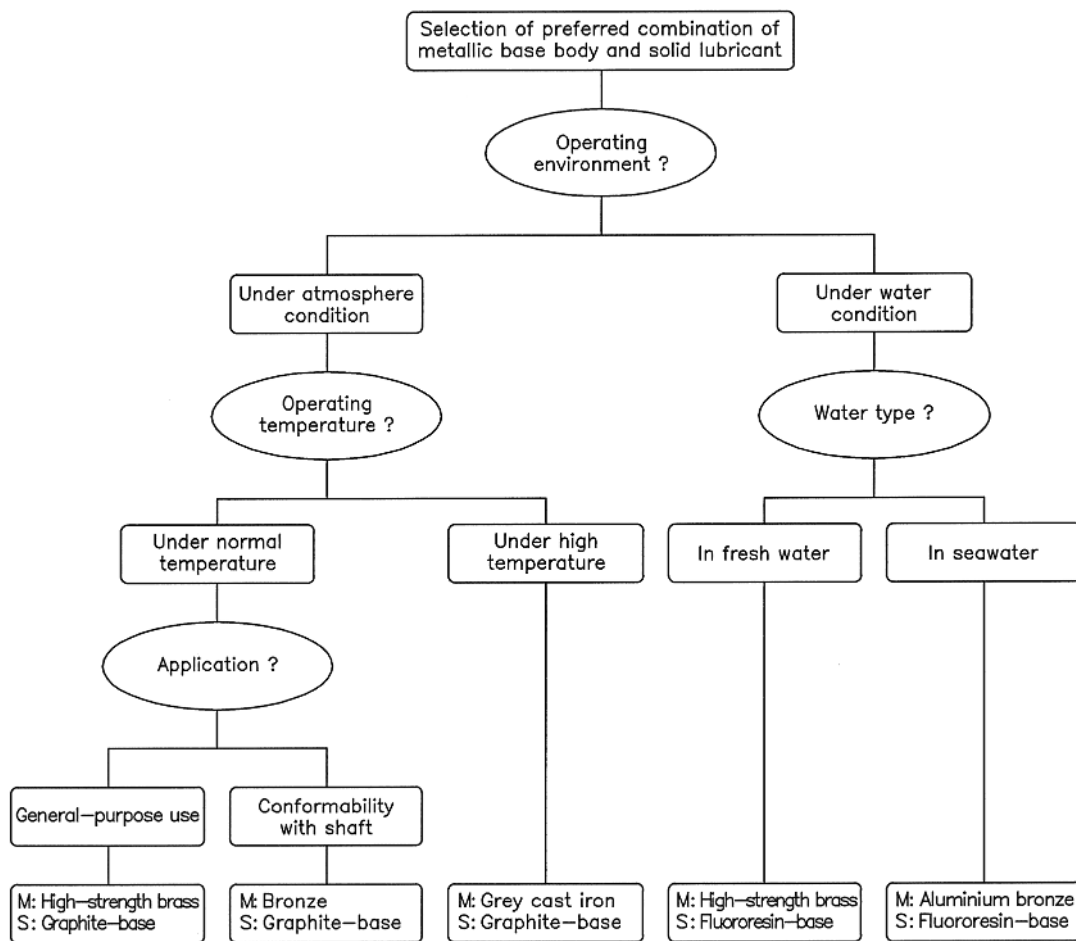 Selection of preferred combination of
metallic base body and solid lubricant
Operating
environment ?
Under atmosphere
condition
Under water
condition
Operating
temperature ?
Water type ?
Under normal
temperature
Under high
temperature
In fresh water
In seawater
Application ?
General-purpose use
Conformability
with shaft
M: High-strength brass
S: Graphite-base
M: Bronze
S: Graphite-base
M: Grey cast iron
S: Graphite-base
M: High-strength brass
S: Fluororesin-base
M: Aluminium bronze
S: Fluororesin-base